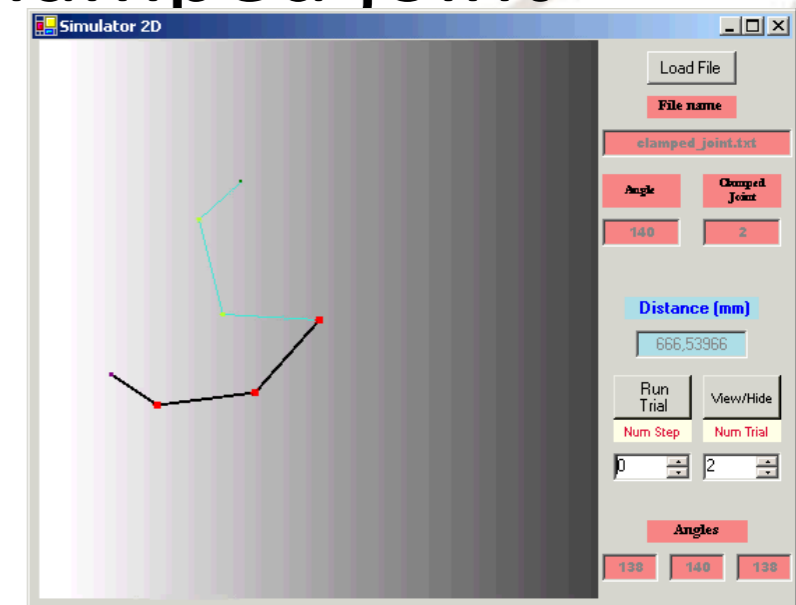 Simulator 2D
Load File
File name
clamped_joint.txt
Angle
Clamped
Joint
140
2
Distance (mm)
666,53966
Run
Trial
View/Hide
Num Step
Num Trial
0
2
Angles
138
140
138